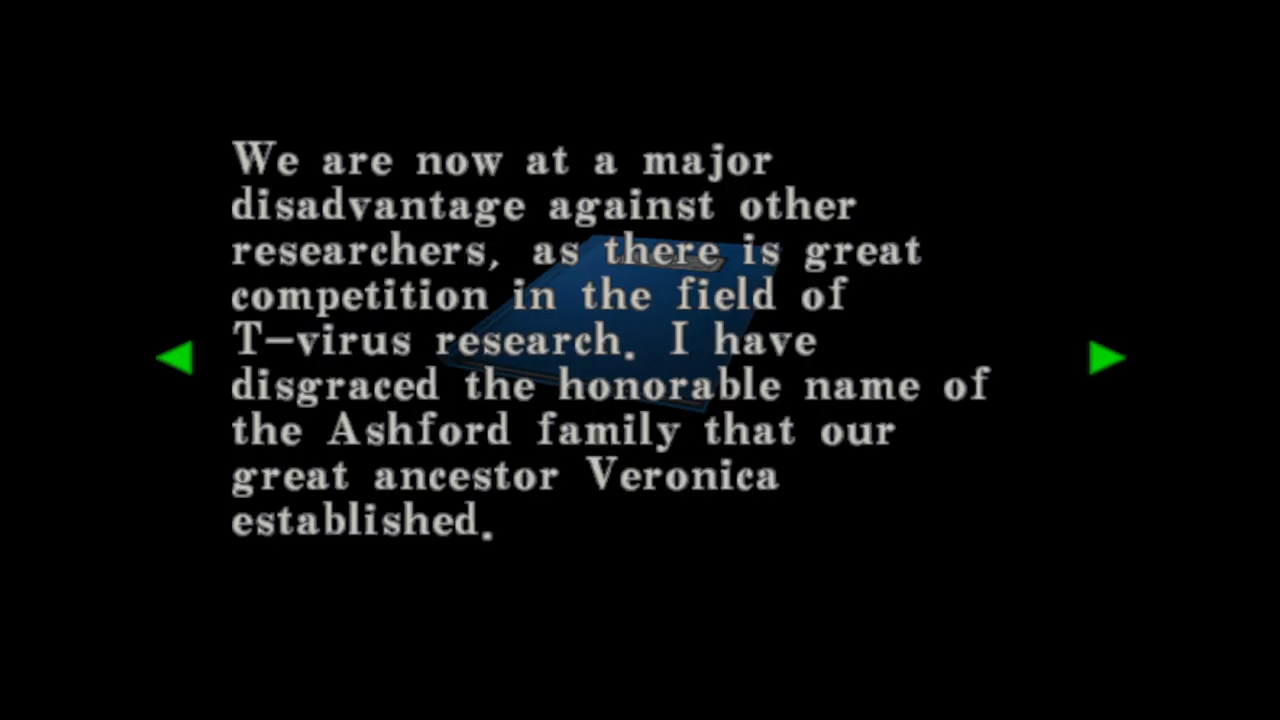 We are now at a major
disadvantage against other
researchers, as there is great
competition in the field of
T-virus research. I have
disgraced the honorable name of
the Ashford family that our
great ancestor Veronica
established.